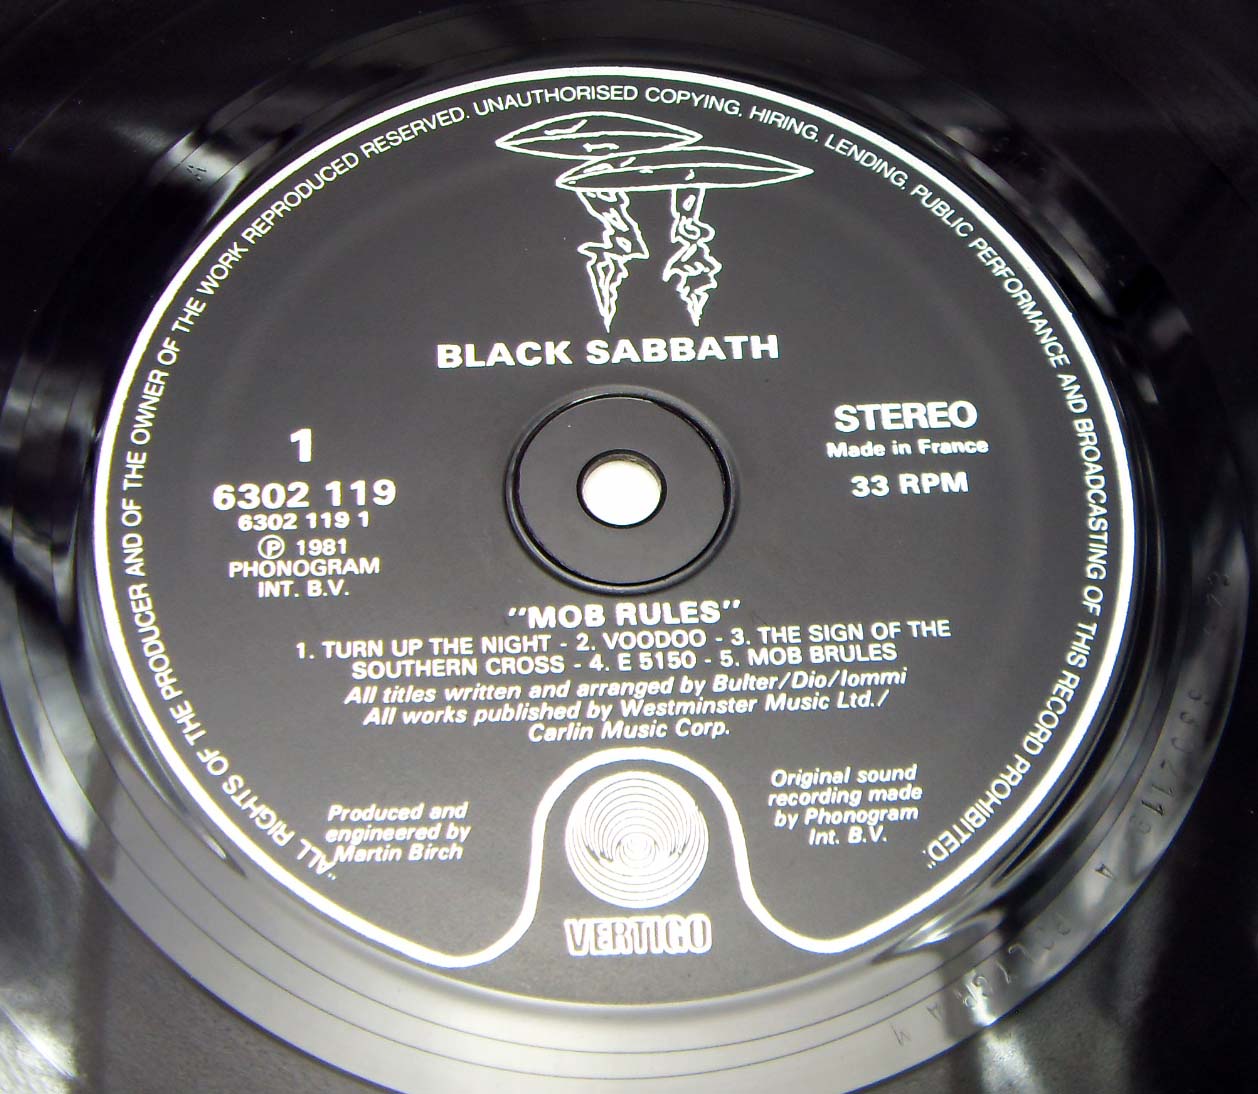 "ALL RIGHTS OF THE PRODUCER AND OF THE OWNER OF THE WORK REPRODUCED RESERVED. UNAUTHORISED COPYING, HIRING, LENDING, PUBLIC PERFORMANCE AND BROADCASTING OF THIS RECORD PROHIBITED."
BLACK SABBATH
1
6302 119
6302 119 1
Ⓟ 1981
PHONOGRAM
INT. B.V.
STEREO
Made in France
33 RPM
"MOB RULES"
1. TURN UP THE NIGHT - 2. VOODOO - 3. THE SIGN OF THE
SOUTHERN CROSS - 4. E 5150 - 5. MOB BRULES
All titles written and arranged by Bulter/Dio/Iommi
All works published by Westminster Music Ltd./
Carlin Music Corp.
Produced and
engineered by
Martin Birch
Original sound
recording made
by Phonogram
Int. B.V.
VERTIGO